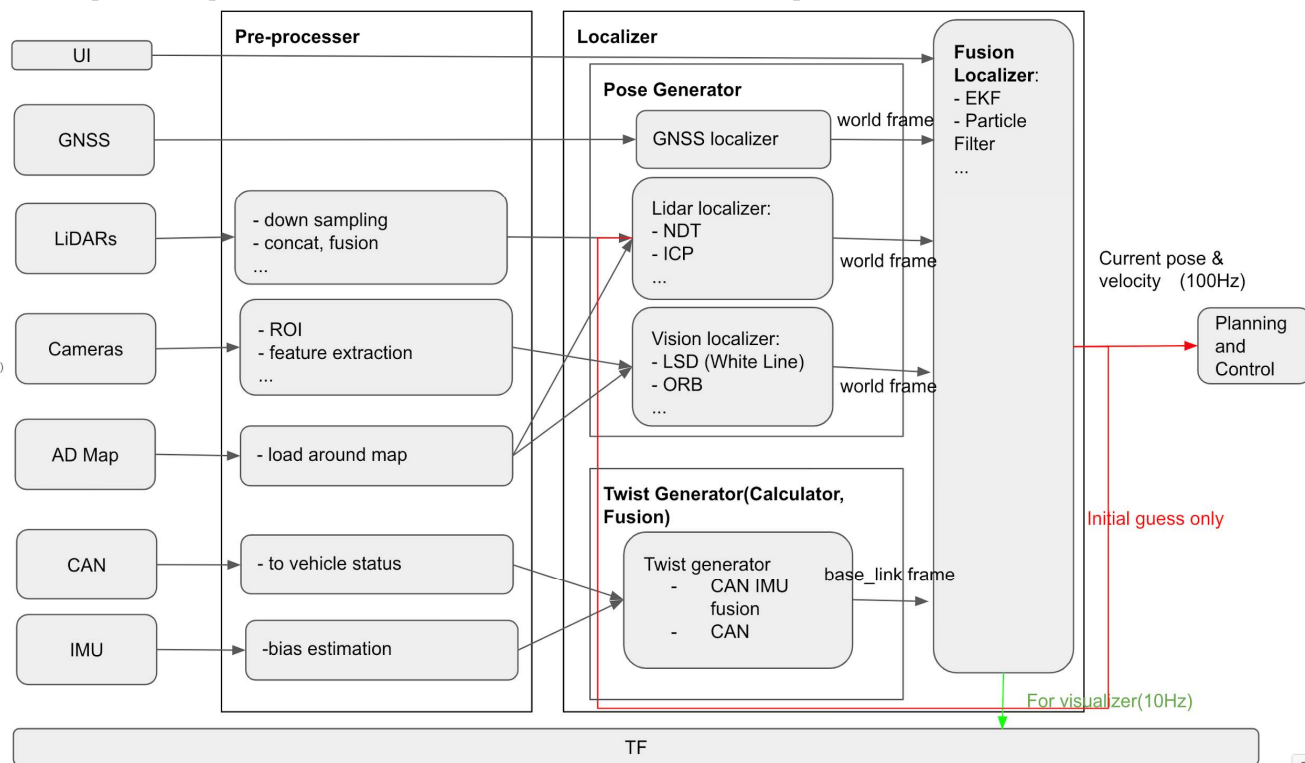 Pre-processer
Localizer
UI
Fusion
Localizer:
- EKF
- Particle
Filter
...
Pose Generator
GNSS
GNSS localizer
world frame
LiDARs
- down sampling
- concat, fusion
...
Lidar localizer:
- NDT
- ICP
...
world frame
Current pose &
velocity (100Hz)
Cameras
- ROI
- feature extraction
...
Vision localizer:
- LSD (White Line)
- ORB
...
world frame
Planning
and
Control
AD Map
- load around map
Twist Generator(Calculator,
Fusion)
Initial guess only
CAN
- to vehicle status
Twist generator
- CAN IMU
fusion
- CAN
base_link frame
IMU
-bias estimation
For visualizer(10Hz)
TF